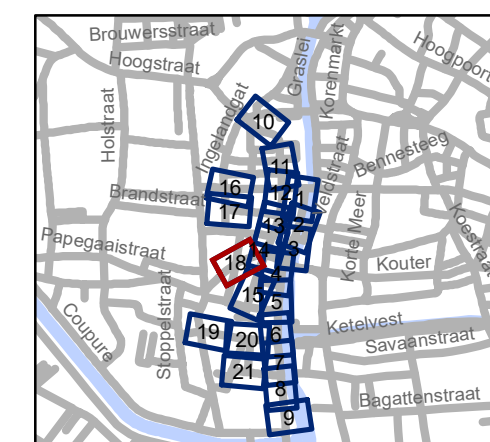 Brouwersstraat
Hoogstraat
Graslei
Korenmarkt
Hoogpoort
Holstraat
Ingelandgat
10
Bennesteeg
11
Veldstraat
16
12
1
Brandstraat
17
13
2
Korte Meer
Koestraat
Papegaaistraat
14
3
18
4
Kouter
15
5
Coupure
Stoppelstraat
19
20
6
Ketelvest
Savaanstraat
21
7
8
Bagattenstraat
9